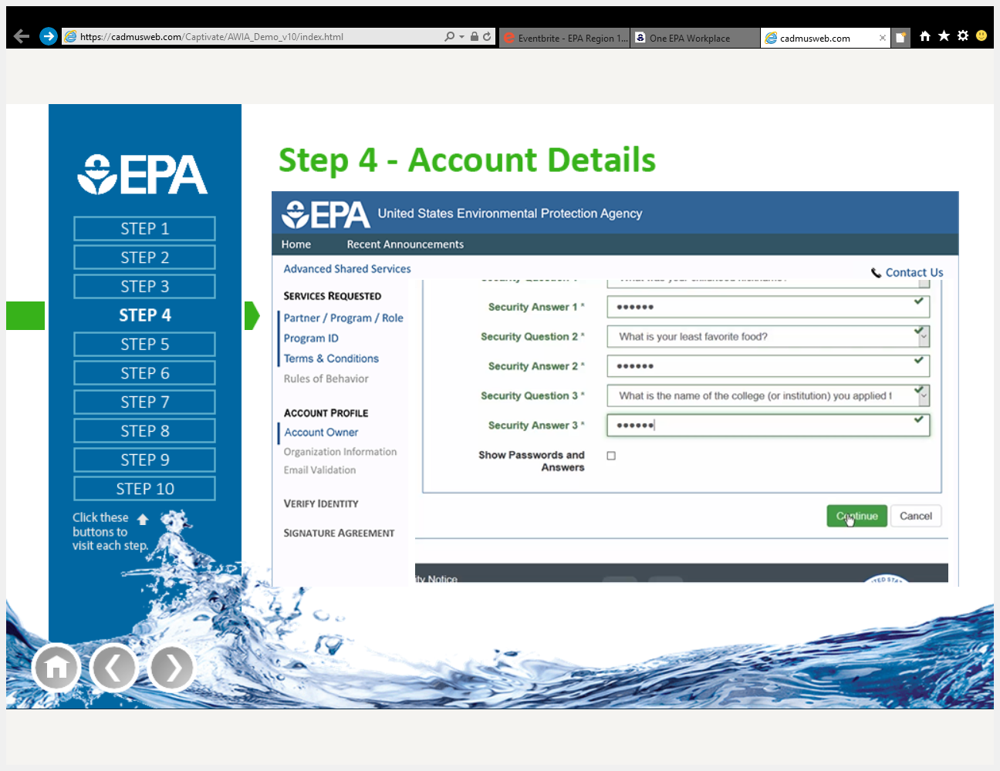 https://cadmusweb.com/Captivate/AWIA_Demo_v10/index.html
Eventbrite - EPA Region 1...
One EPA Workplace
cadmusweb.com
EPA
STEP 1
STEP 2
STEP 3
STEP 4
STEP 5
STEP 6
STEP 7
STEP 8
STEP 9
STEP 10
Click these
buttons to
visit each step.
Step 4 - Account Details
EPA United States Environmental Protection Agency
Home Recent Announcements
Advanced Shared Services
Contact Us
SERVICES REQUESTED
Partner / Program / Role
Program ID
Terms & Conditions
Rules of Behavior
ACCOUNT PROFILE
Account Owner
Organization Information
Email Validation
VERIFY IDENTITY
SIGNATURE AGREEMENT
Security Answer 1 * ••••••
Security Question 2 * What is your least favorite food?
Security Answer 2 * ••••••
Security Question 3 * What is the name of the college (or institution) you applied t
Security Answer 3 * ••••••
Show Passwords and
Answers
Continue Cancel
ity Notice